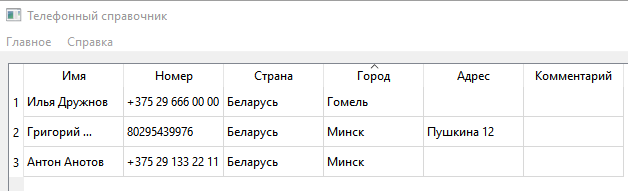 Телефонный справочник
Главное Справка
Имя Номер Страна Город Адрес Комментарий
1 Илья Дружнов +375 29 666 00 00 Беларусь Гомель
2 Григорий ... 80295439976 Беларусь Минск Пушкина 12
3 Антон Анотов +375 29 133 22 11 Беларусь Минск